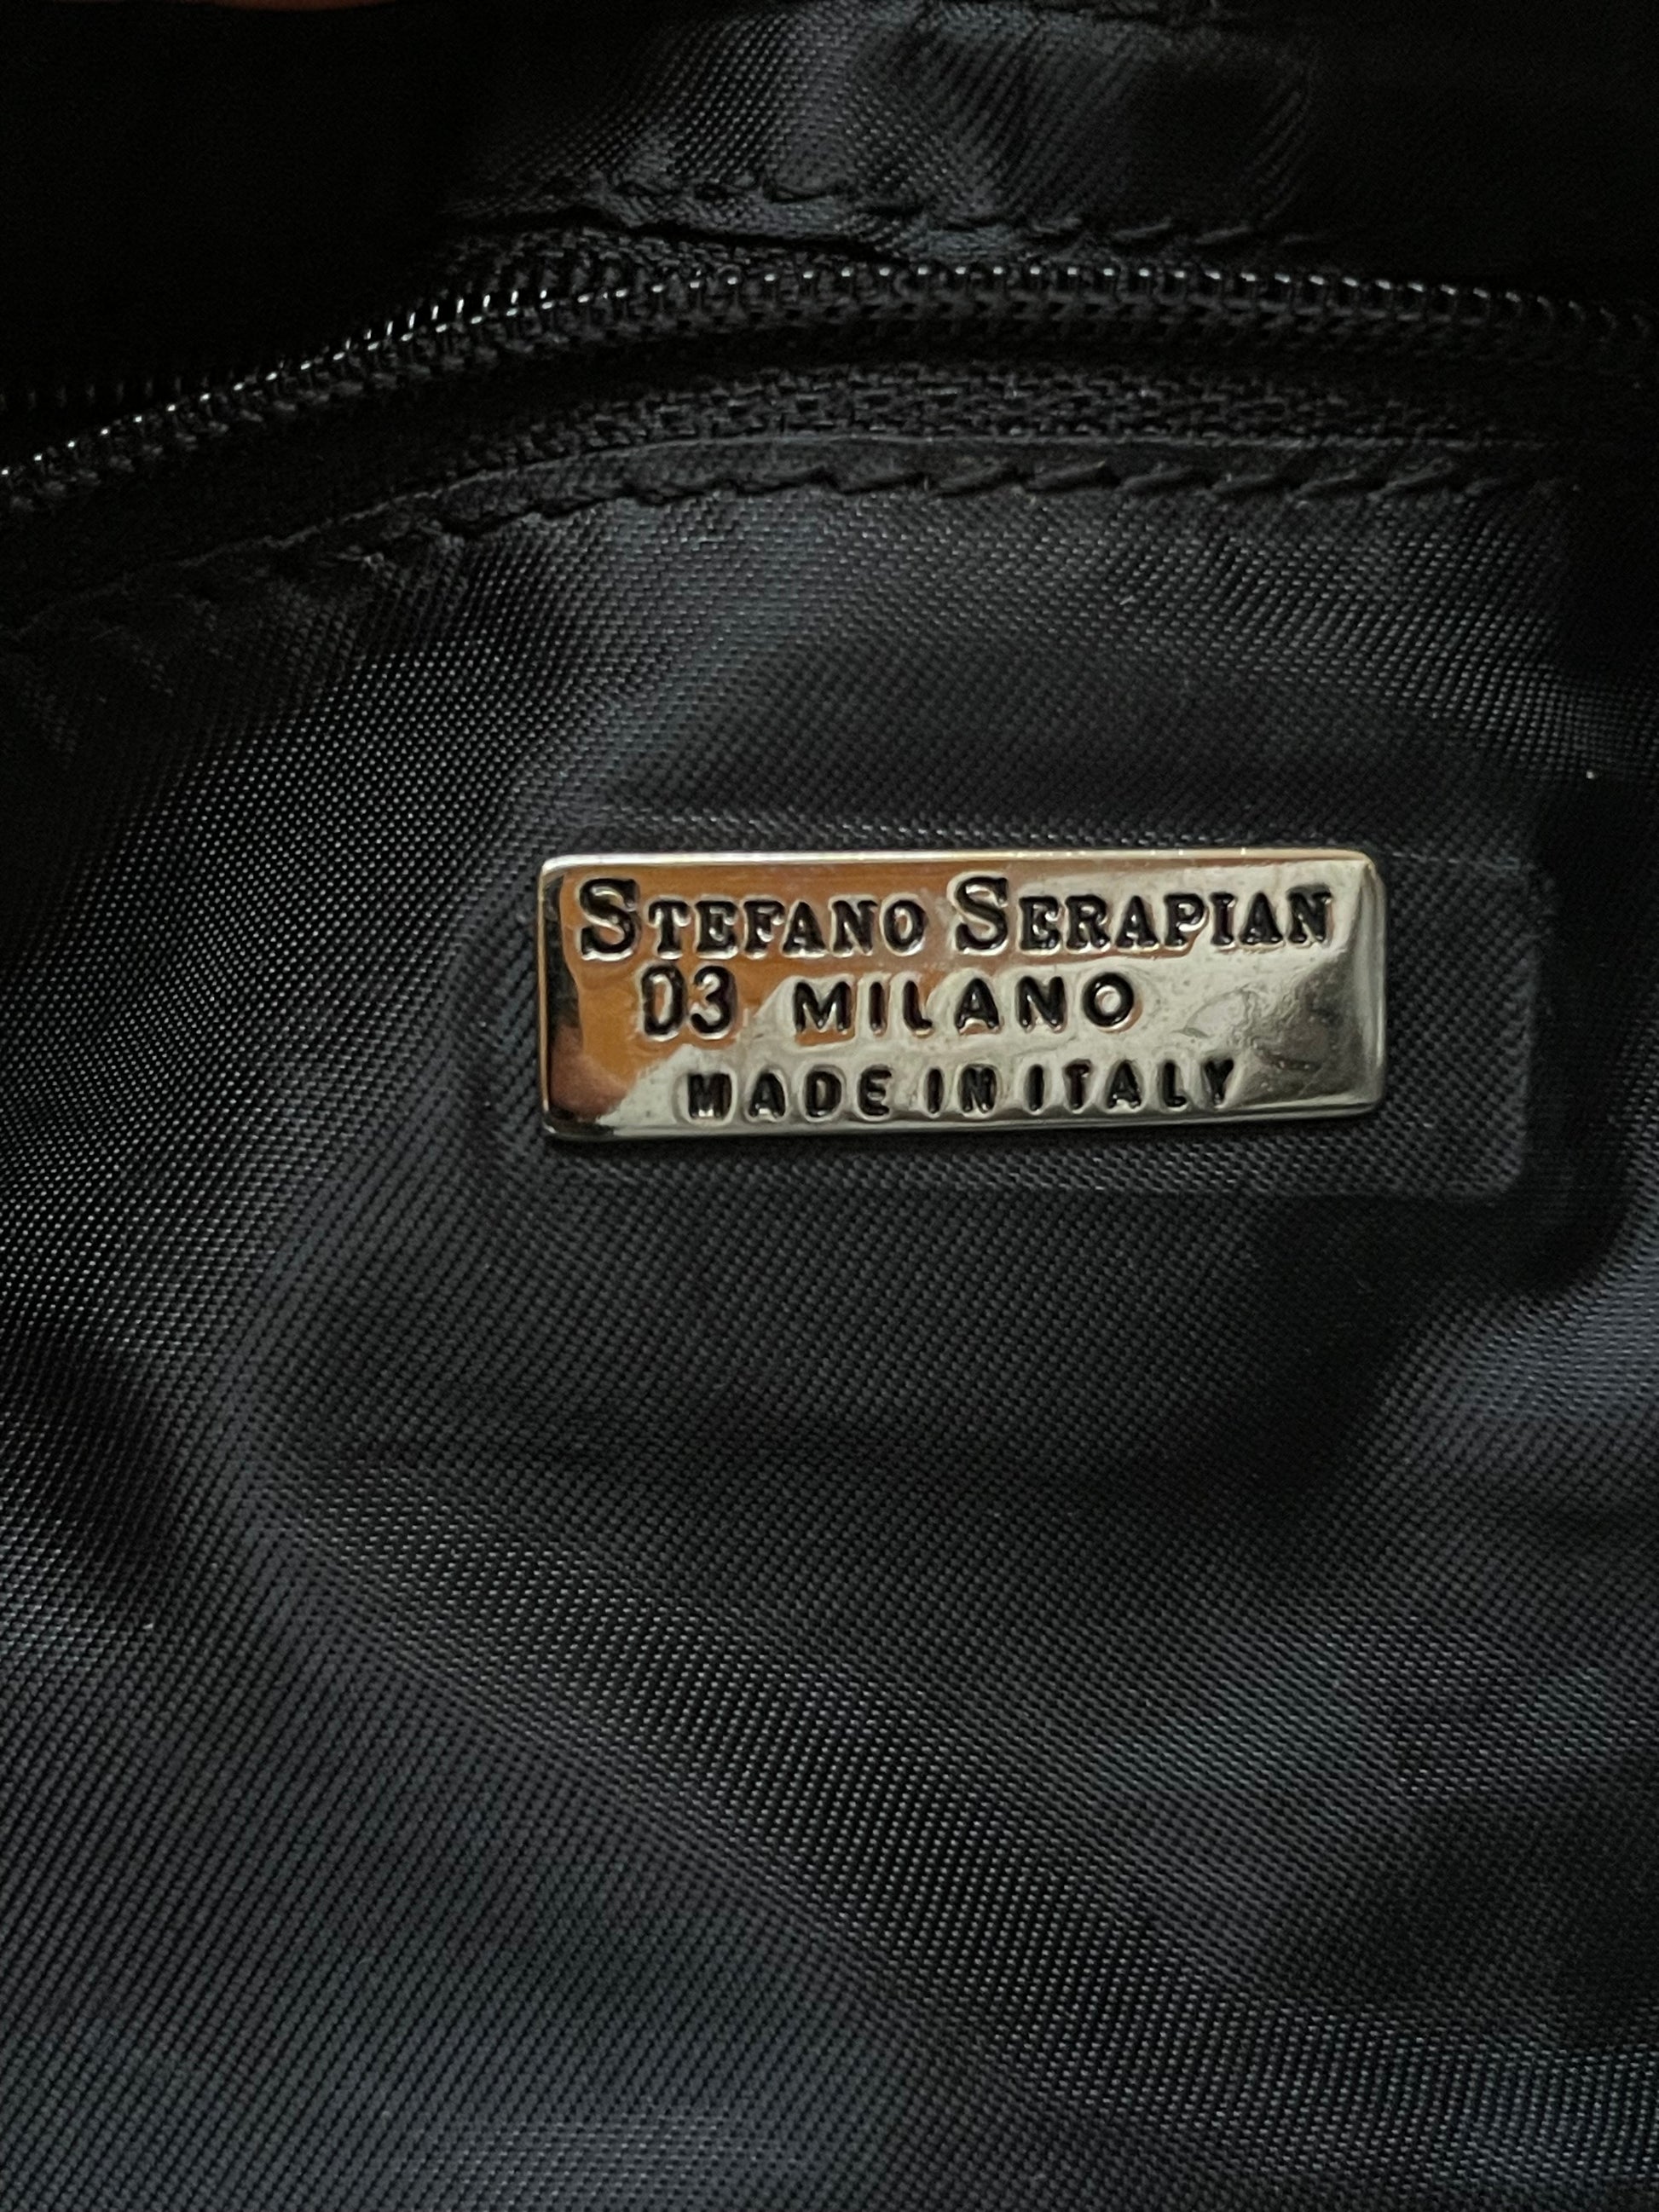 STEFANO SERAPIAN
03 MILANO
MADE IN ITALY